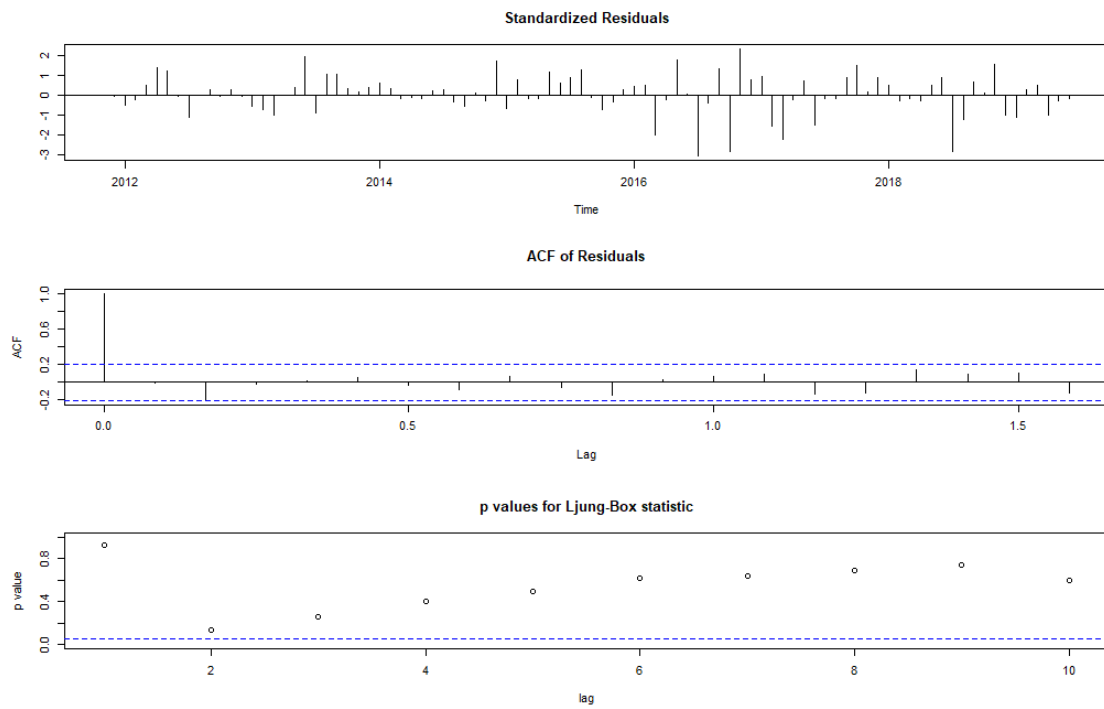 Standardized Residuals
2
1
0
-1
-2
-3
2012 2014 2016 2018
Time
ACF of Residuals
ACF
1.0
0.6
0.2
-0.2
0.0 0.5 1.0 1.5
Lag
p values for Ljung-Box statistic
p value
0.8
0.4
0.0
2 4 6 8 10
lag